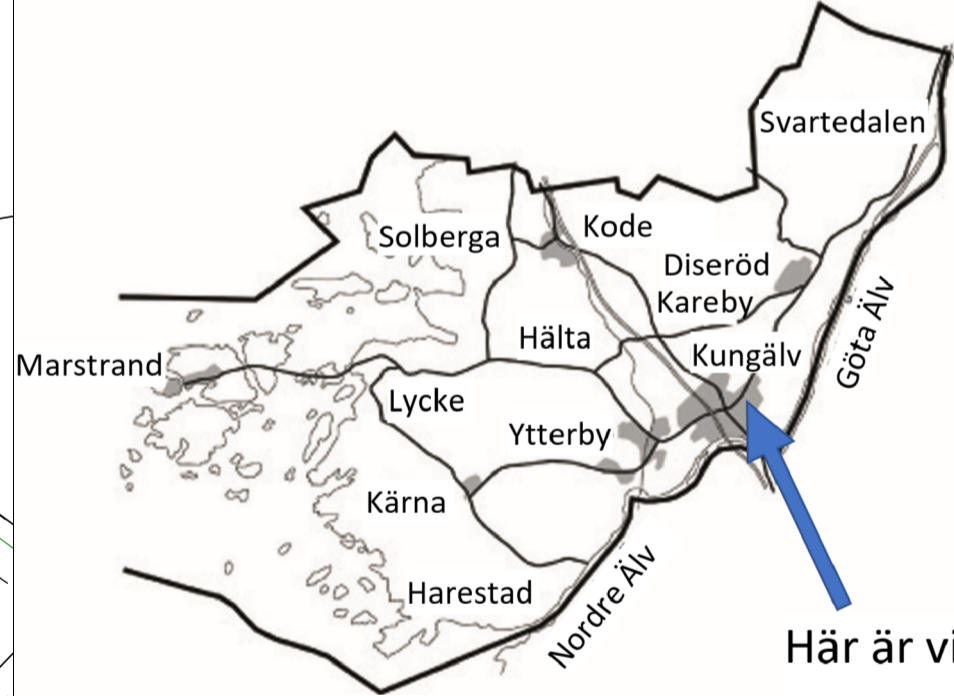 Svartedalen
Kode
Solberga
Diseröd
Kareby
Hälta
Göta Älv
Kungälv
Marstrand
Lycke
Ytterby
Kärna
Harestad
Nordre Älv
Här är vi